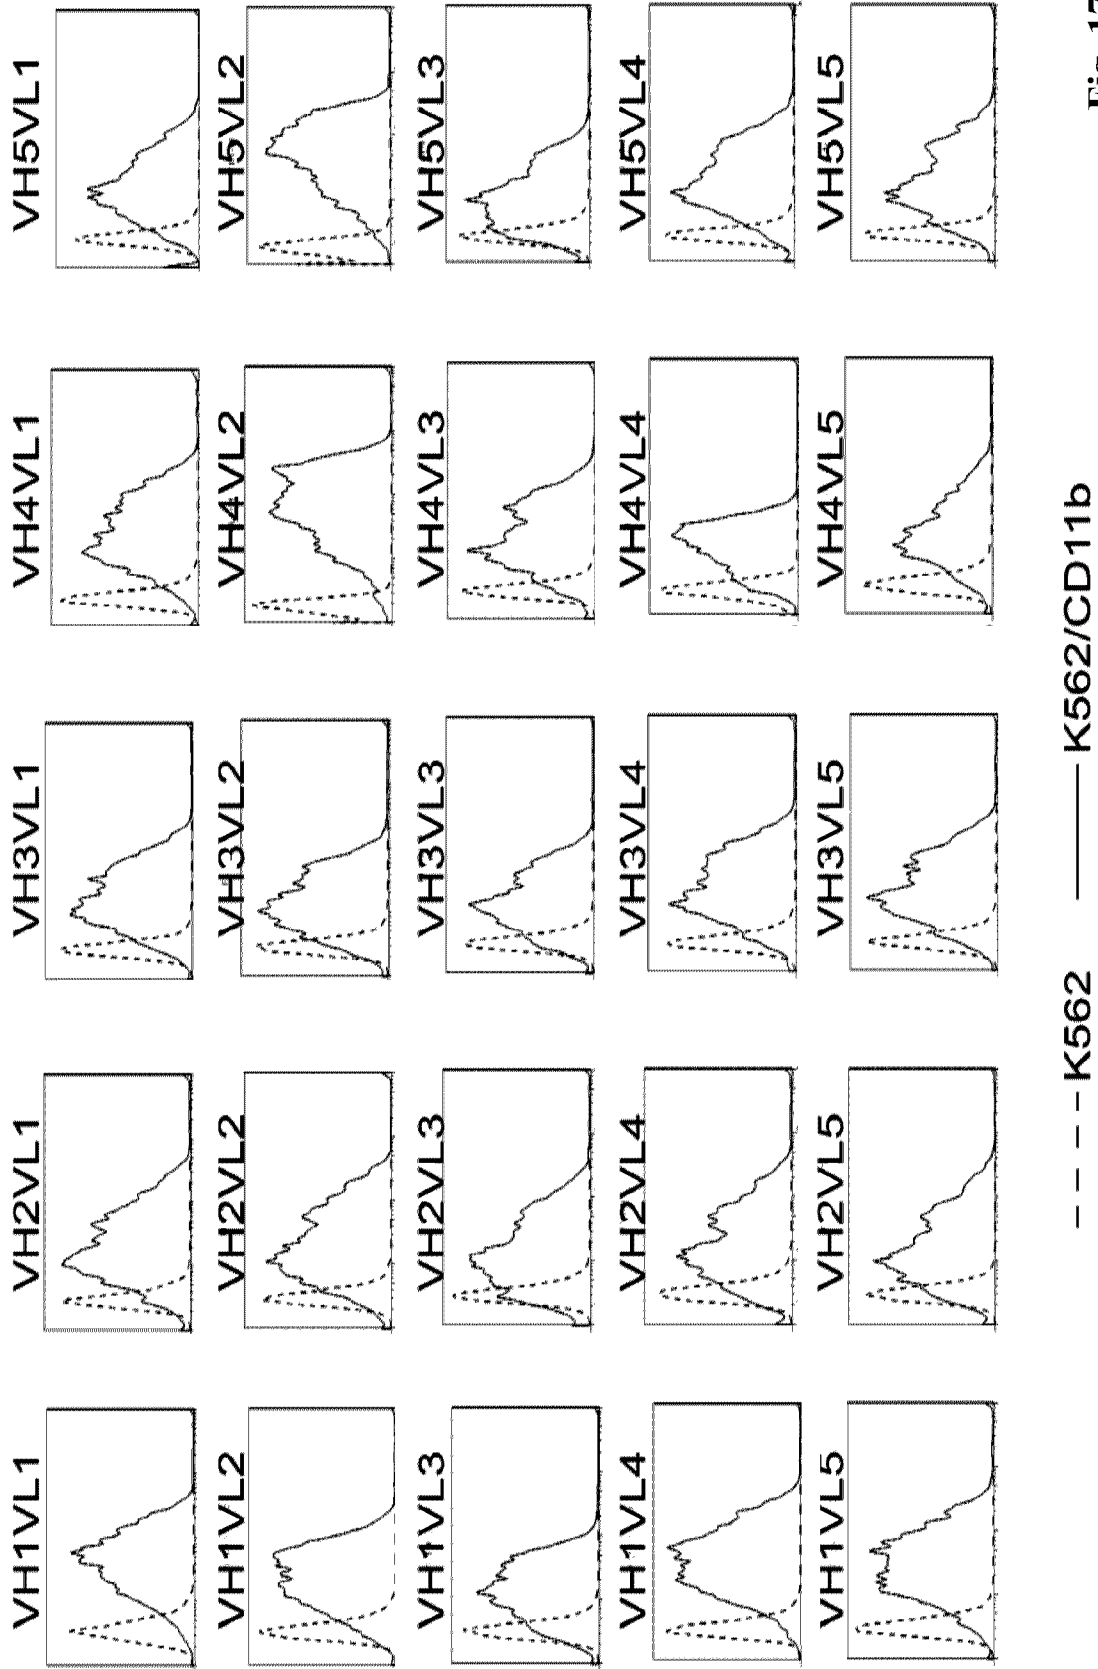 VH1VL1 VH2VL1 VH3VL1 VH4VL1 VH5VL1
VH1VL2 VH2VL2 VH3VL2 VH4VL2 VH5VL2
VH1VL3 VH2VL3 VH3VL3 VH4VL3 VH5VL3
VH1VL4 VH2VL4 VH3VL4 VH4VL4 VH5VL4
VH1VL5 VH2VL5 VH3VL5 VH4VL5 VH5VL5
K562 K562/CD11b
Fig.